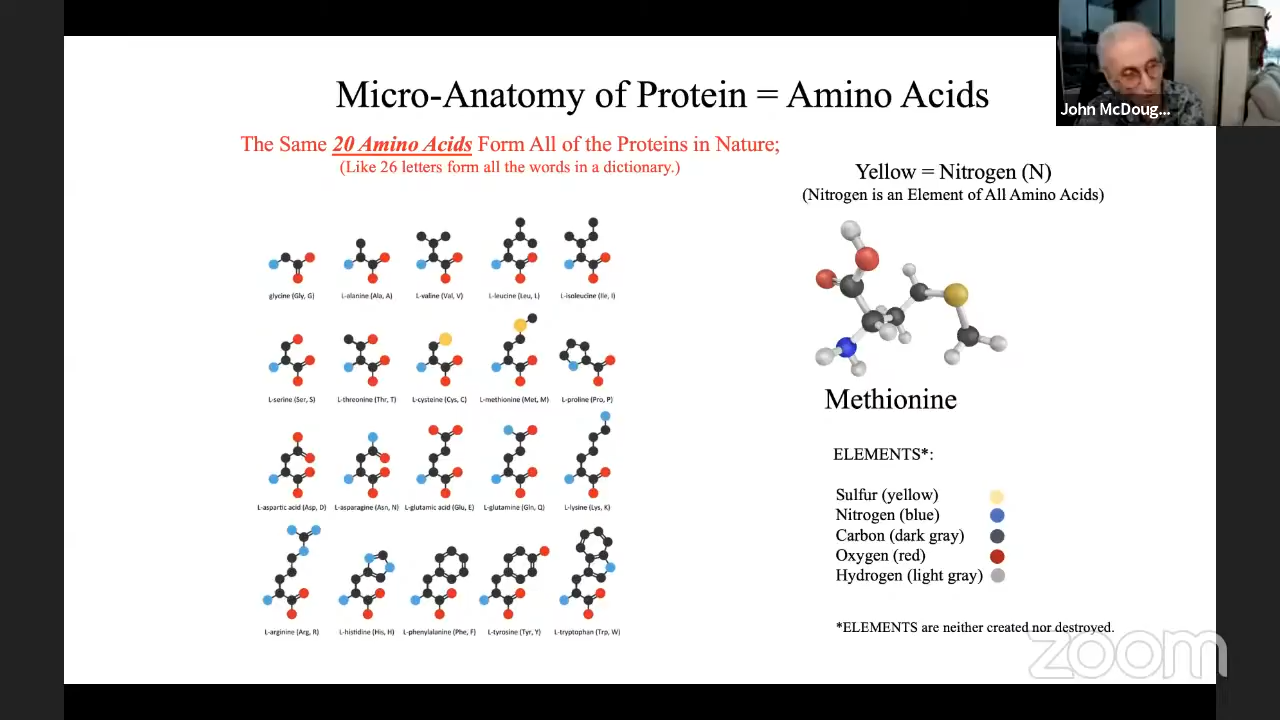 Micro-Anatomy of Protein = Amino Acids
John McDoug...
The Same 20 Amino Acids Form All of the Proteins in Nature;
(Like 26 letters form all the words in a dictionary.)
Yellow = Nitrogen (N)
(Nitrogen is an Element of All Amino Acids)
glycine (Gly, G)
L-alanine (Ala, A)
L-valine (Val, V)
L-leucine (Leu, L)
L-isoleucine (Ile, I)
L-serine (Ser, S)
L-threonine (Thr, T)
L-cysteine (Cys, C)
L-methionine (Met, M)
L-proline (Pro, P)
L-aspartic acid (Asp, D)
L-asparagine (Asn, N)
L-glutamic acid (Glu, E)
L-glutamine (Gln, Q)
L-lysine (Lys, K)
L-arginine (Arg, R)
L-histidine (His, H)
L-phenylalanine (Phe, F)
L-tyrosine (Tyr, Y)
L-tryptophan (Trp, W)
Methionine
ELEMENTS*:
Sulfur (yellow)
Nitrogen (blue)
Carbon (dark gray)
Oxygen (red)
Hydrogen (light gray)
*ELEMENTS are neither created nor destroyed.
zoom